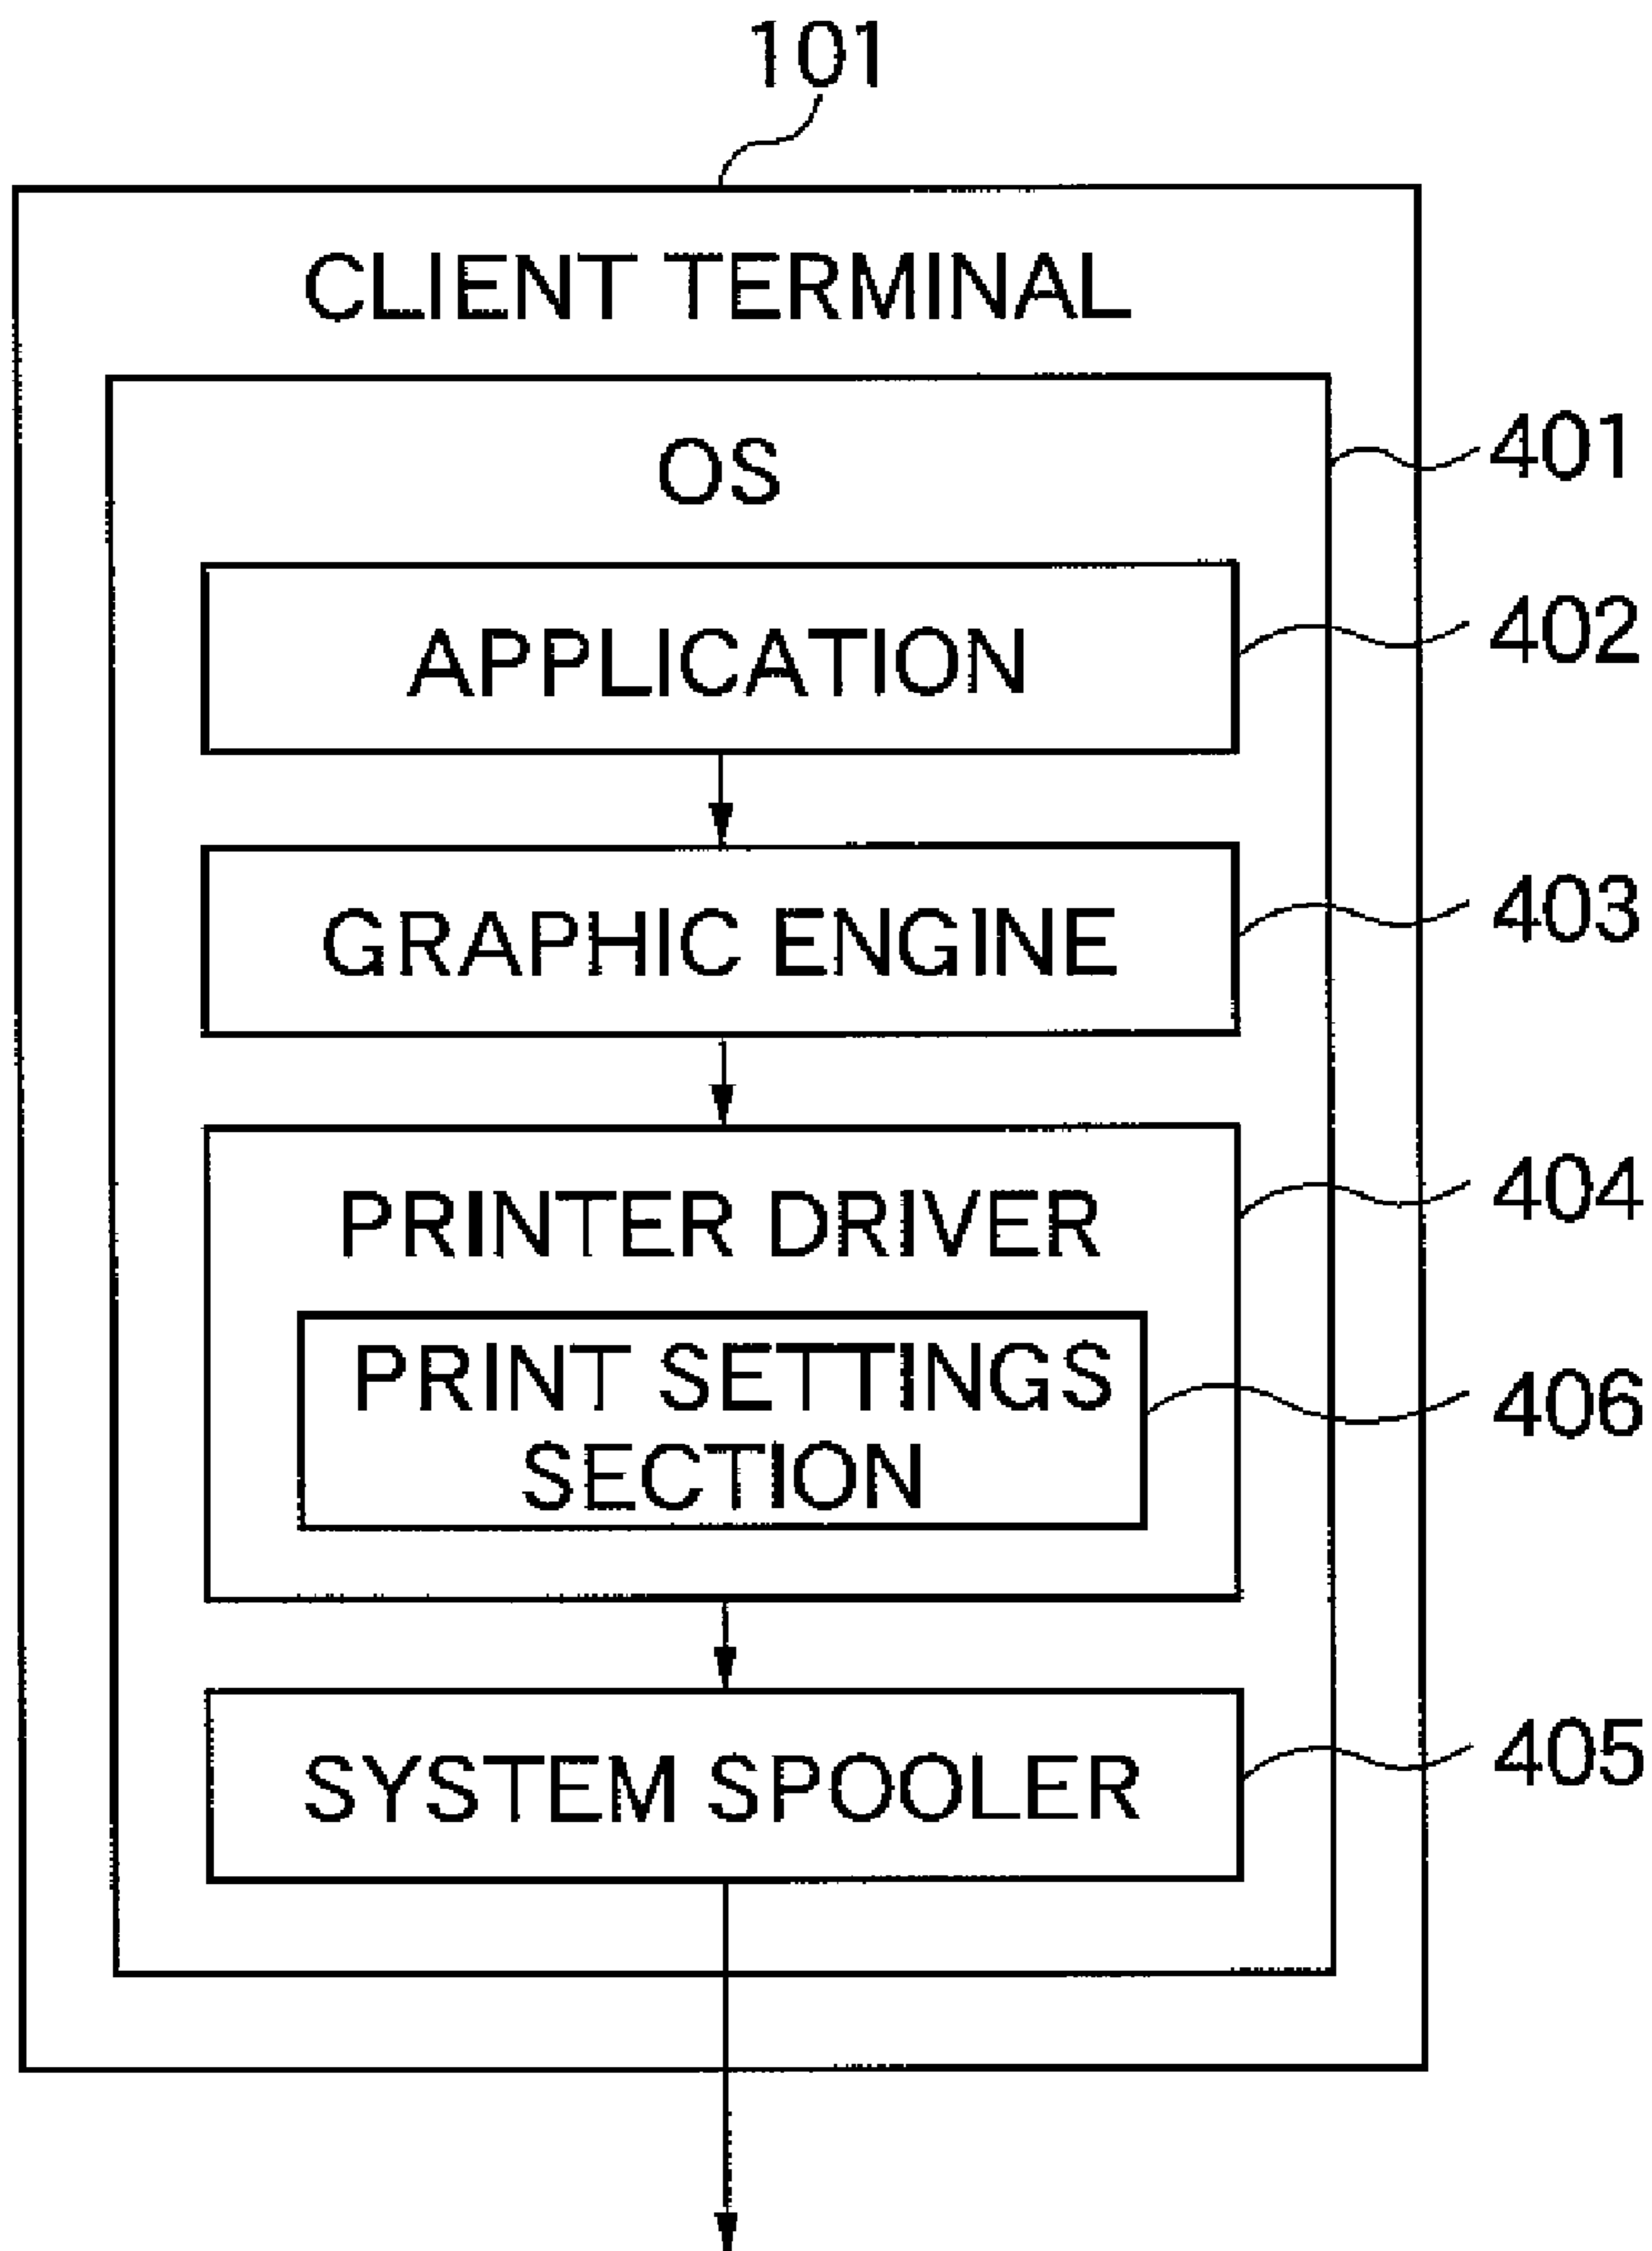 101
CLIENT TERMINAL
OS
401
APPLICATION
402
GRAPHIC ENGINE
403
PRINTER DRIVER
404
PRINT SETTINGS
SECTION
406
SYSTEM SPOOLER
405